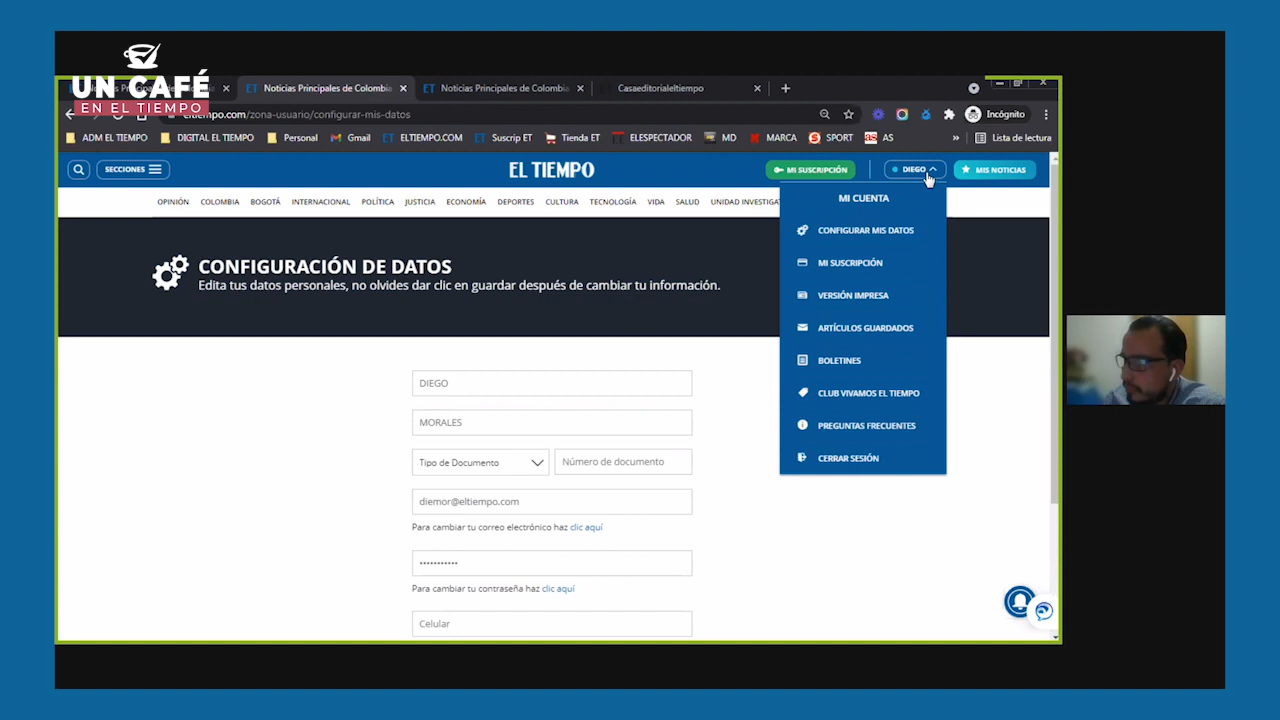 UN CAFÉ
EN EL TIEMPO
Noticias Principales de Colombia
Noticias Principales de Colombia
Casaeditorialeltiempo
eltiempo.com/zona-usuario/configurar-mis-datos
Incógnito
ADM EL TIEMPO
DIGITAL EL TIEMPO
Personal
Gmail
ELTIEMPO.COM
Suscrip ET
Tienda ET
ELESPECTADOR
MD
MARCA
SPORT
AS
»
Lista de lectura
SECCIONES
EL TIEMPO
MI SUSCRIPCIÓN
DIEGO
MIS NOTICIAS
OPINIÓN
COLOMBIA
BOGOTÁ
INTERNACIONAL
POLÍTICA
JUSTICIA
ECONOMÍA
DEPORTES
CULTURA
TECNOLOGÍA
VIDA
SALUD
UNIDAD INVESTIGA
MI CUENTA
CONFIGURAR MIS DATOS
MI SUSCRIPCIÓN
VERSIÓN IMPRESA
ARTÍCULOS GUARDADOS
BOLETINES
CLUB VIVAMOS EL TIEMPO
PREGUNTAS FRECUENTES
CERRAR SESIÓN
CONFIGURACIÓN DE DATOS
Edita tus datos personales, no olvides dar clic en guardar después de cambiar tu información.
DIEGO
MORALES
Tipo de Documento
Número de documento
diemor@eltiempo.com
Para cambiar tu correo electrónico haz clic aquí
•••••••••••
Para cambiar tu contraseña haz clic aquí
Celular